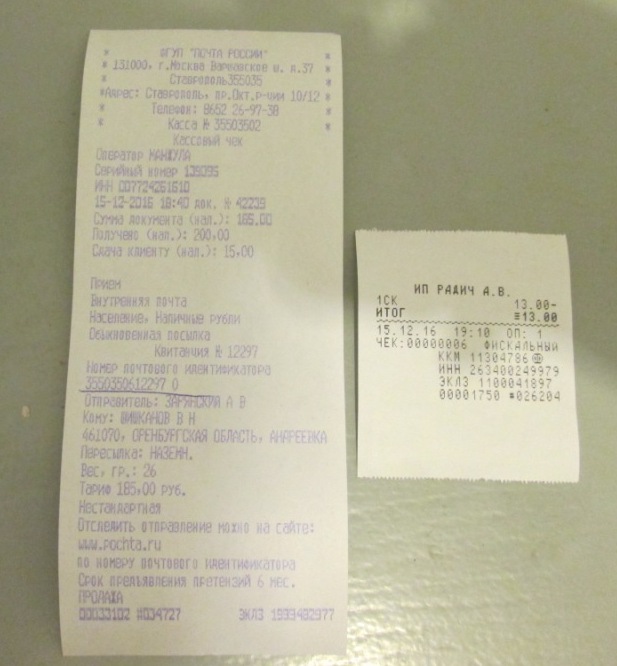 ФГУП "ПОЧТА РОССИИ"
* 131000, г.Москва Варшавское ш. д.37 *
* Ставрополь355035 *
*Адрес: Ставрополь, пр.Окт.р-ции 10/12 *
* Телефон: 8652 26-97-38 *
* Касса № 35503502 *
Кассовый чек
Оператор
Серийный номер 139395
ИНН 007724261610
15-12-2016 18:40 док. № 42239
Сумма документа (нал.): 185.00
Получено (нал.): 200,00
Сдача клиенту (нал.): 15,00
Прием
Внутренняя почта
Население, Наличные рубли
Обыкновенная посылка
Квитанция № 12297
Номер почтового идентификатора
3550350612297 0
Отправитель: ЗАРЯНСКИЙ А В
Кому: ШИШКАНОВ В Н
461070, ОРЕНБУРГСКАЯ ОБЛАСТЬ, АНДРЕЕВКА
Пересылка: НАЗЕМН.
Вес, гр.: 26
Тариф 185,00 руб.
Нестандартная
Отследить отправление можно на сайте:
www.pochta.ru
по номеру почтового идентификатора
Срок предъявления претензий 6 мес.
ПРОДАЖА
00033102 #034727 ЭКЛЗ 1993482977
ИП РАДИЧ А.В.
1СК 13.00-
ИТОГ ≡13.00
15.12.16 19:10 ОП: 1
ЧЕК:00000006 ФИСКАЛЬНЫЙ
ККМ 11304786
ИНН 263400249979
ЭКЛЗ 1100041897
00001750 #026204